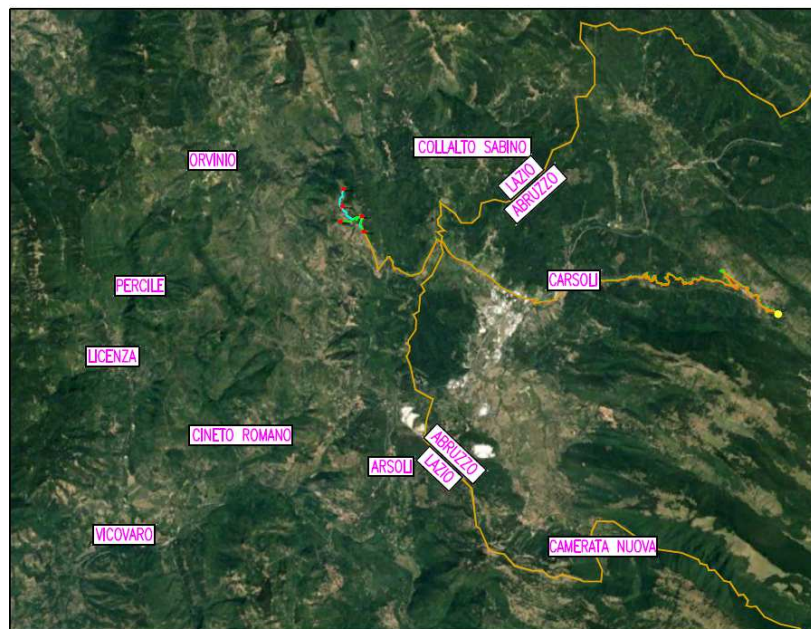 COLLALTO SABINO
ORVINIO
LAZIO
ABRUZZO
PERCILE
CARSOLI
LICENZA
CINETO ROMANO
ABRUZZO
LAZIO
ARSOLI
VICOVARO
CAMERATA NUOVA